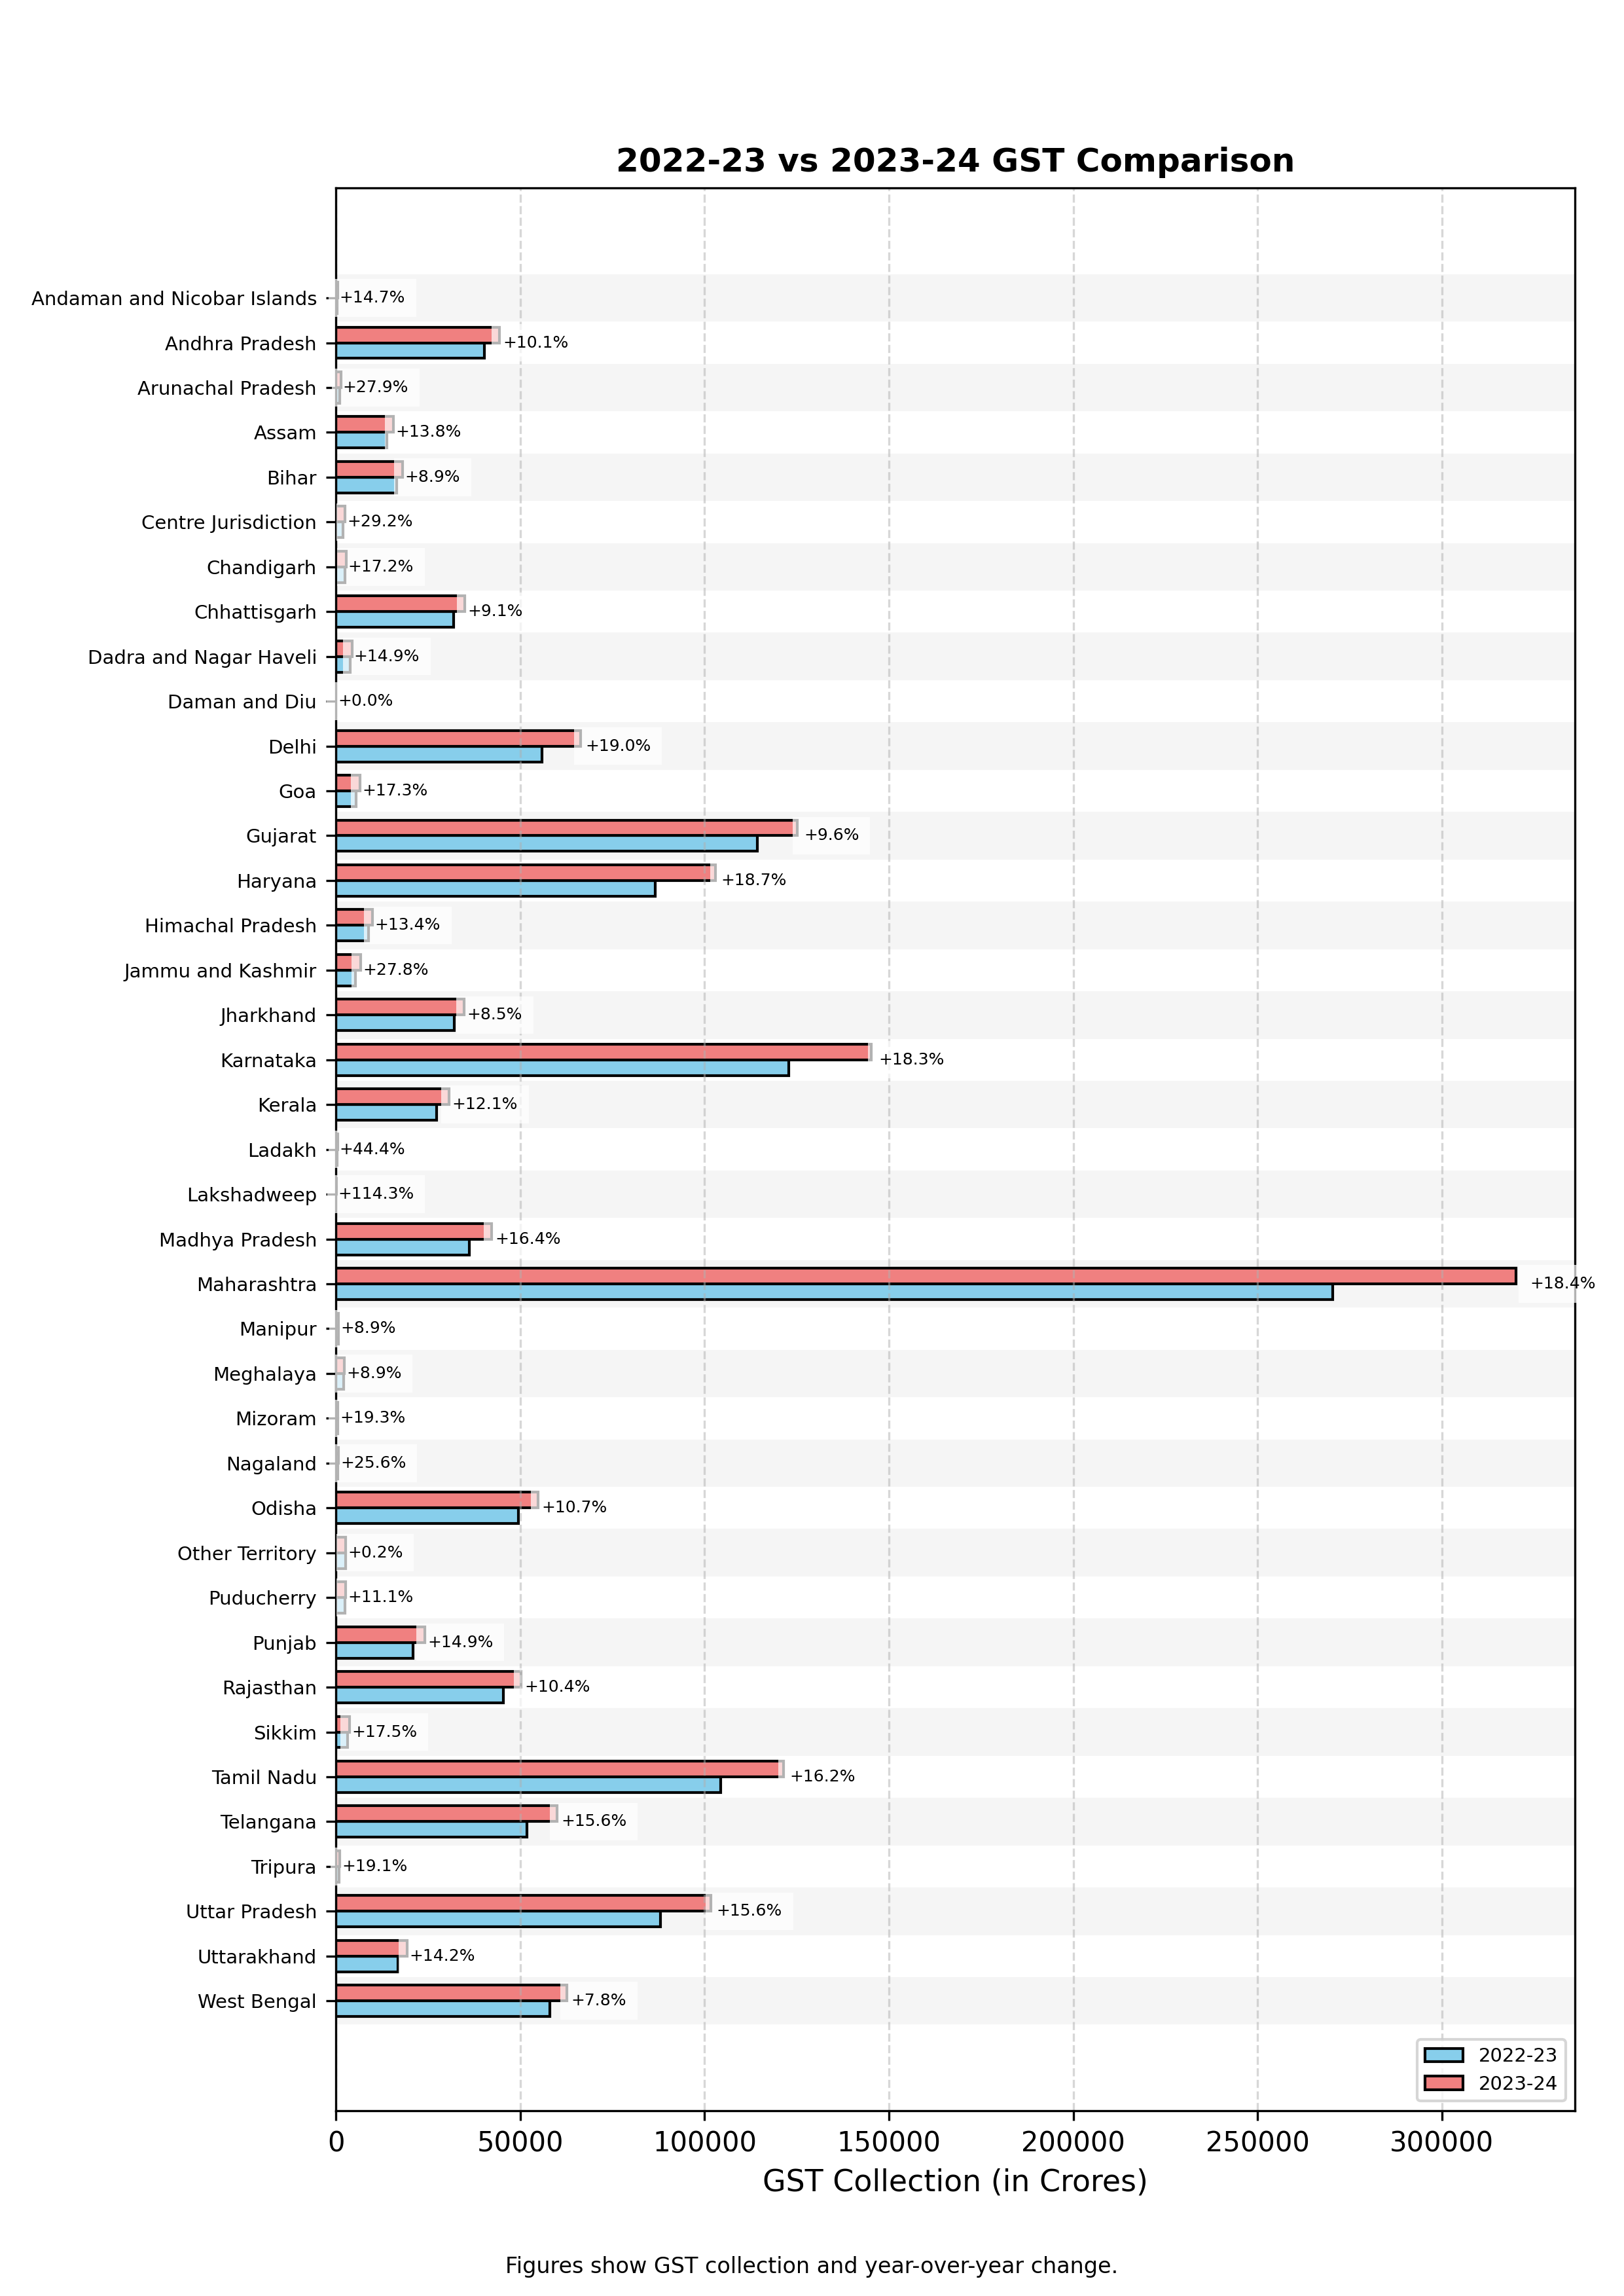 2022-23 vs 2023-24 GST Comparison
Andaman and Nicobar Islands +14.7%
Andhra Pradesh +10.1%
Arunachal Pradesh +27.9%
Assam +13.8%
Bihar +8.9%
Centre Jurisdiction +29.2%
Chandigarh +17.2%
Chhattisgarh +9.1%
Dadra and Nagar Haveli +14.9%
Daman and Diu +0.0%
Delhi +19.0%
Goa +17.3%
Gujarat +9.6%
Haryana +18.7%
Himachal Pradesh +13.4%
Jammu and Kashmir +27.8%
Jharkhand +8.5%
Karnataka +18.3%
Kerala +12.1%
Ladakh +44.4%
Lakshadweep +114.3%
Madhya Pradesh +16.4%
Maharashtra +18.4%
Manipur +8.9%
Meghalaya +8.9%
Mizoram +19.3%
Nagaland +25.6%
Odisha +10.7%
Other Territory +0.2%
Puducherry +11.1%
Punjab +14.9%
Rajasthan +10.4%
Sikkim +17.5%
Tamil Nadu +16.2%
Telangana +15.6%
Tripura +19.1%
Uttar Pradesh +15.6%
Uttarakhand +14.2%
West Bengal +7.8%
2022-23
2023-24
0 50000 100000 150000 200000 250000 300000
GST Collection (in Crores)
Figures show GST collection and year-over-year change.